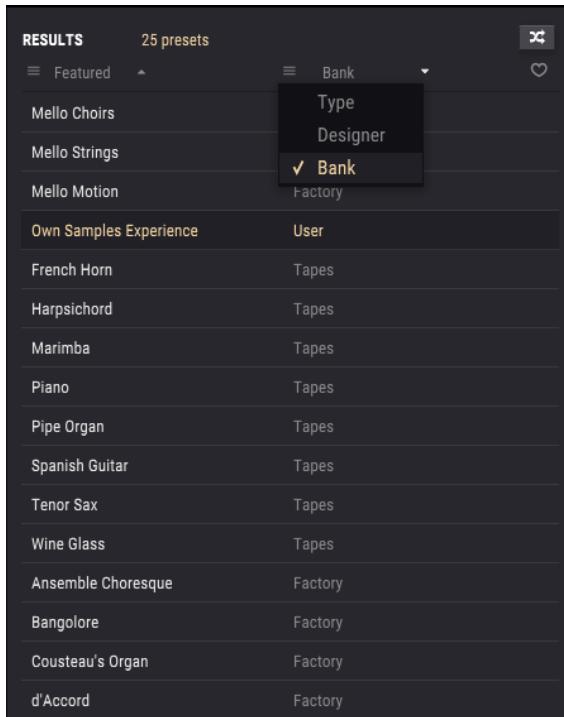 RESULTS 25 presets
Featured Bank
Mello Choirs Type
Mello Strings Designer
✓ Bank
Mello Motion Factory
Own Samples Experience User
French Horn Tapes
Harpsichord Tapes
Marimba Tapes
Piano Tapes
Pipe Organ Tapes
Spanish Guitar Tapes
Tenor Sax Tapes
Wine Glass Tapes
Ansemble Choresque Factory
Bangolore Factory
Cousteau's Organ Factory
d'Accord Factory